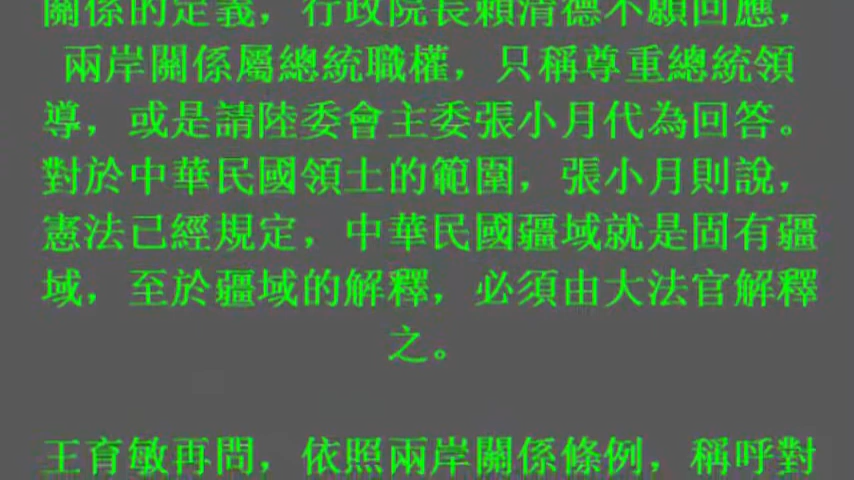 關係的定義，行政院長賴清德不願回應，
兩岸關係屬總統職權，只稱尊重總統領
導，或是請陸委會主委張小月代為回答。
對於中華民國領土的範圍，張小月則說，
憲法已經規定，中華民國疆域就是固有疆
域，至於疆域的解釋，必須由大法官解釋
之。
王育敏再問，依照兩岸關係條例，稱呼對